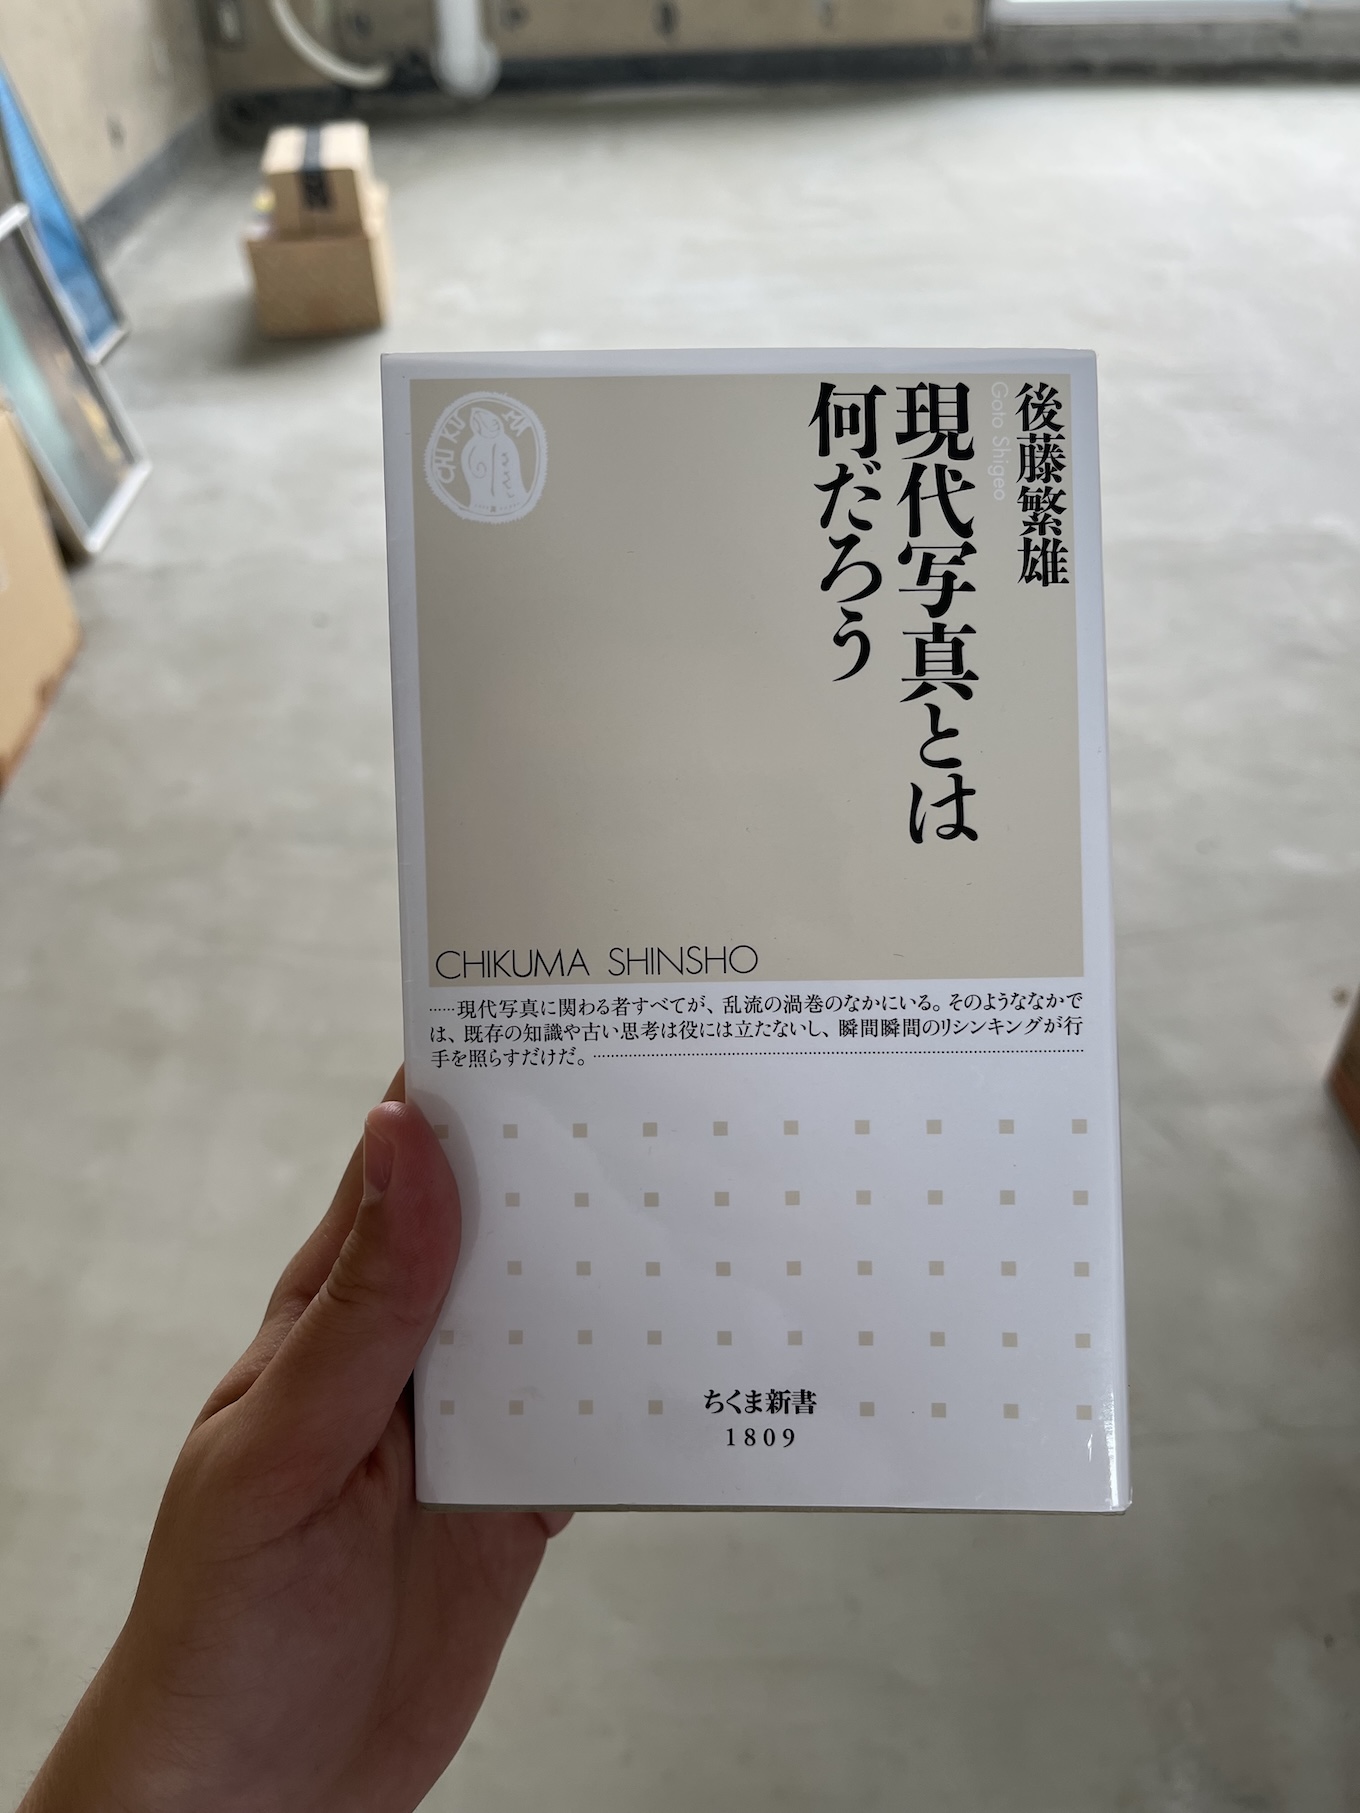 後藤繁雄
Goto Shigeo
現代写真とは
何だろう
CHIKUMA
CHIKUMA SHINSHO
……現代写真に関わる者すべてが、乱流の渦巻のなかにいる。そのようななかで
は、既存の知識や古い思考は役には立たないし、瞬間瞬間のリシンキングが行
手を照らすだけだ。
ちくま新書
1809